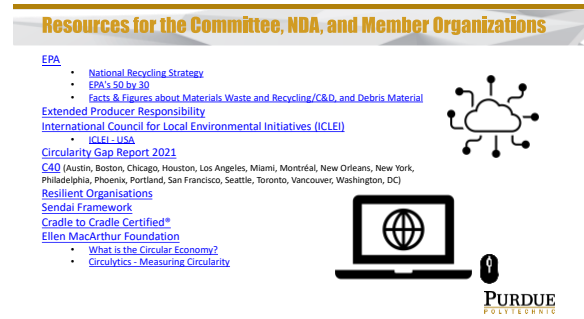 Resources for the Committee, NDA, and Member Organizations
EPA
• National Recycling Strategy
• EPA's 50 by 30
• Facts & Figures about Materials Waste and Recycling/C&D, and Debris Material
Extended Producer Responsibility
International Council for Local Environmental Initiatives (ICLEI)
• ICLEI - USA
Circularity Gap Report 2021
C40 (Austin, Boston, Chicago, Houston, Los Angeles, Miami, Montréal, New Orleans, New York,
Philadelphia, Phoenix, Portland, San Francisco, Seattle, Toronto, Vancouver, Washington, DC)
Resilient Organisations
Sendai Framework
Cradle to Cradle Certified®
Ellen MacArthur Foundation
• What is the Circular Economy?
• Circulytics - Measuring Circularity
PURDUE
POLYTECHNIC